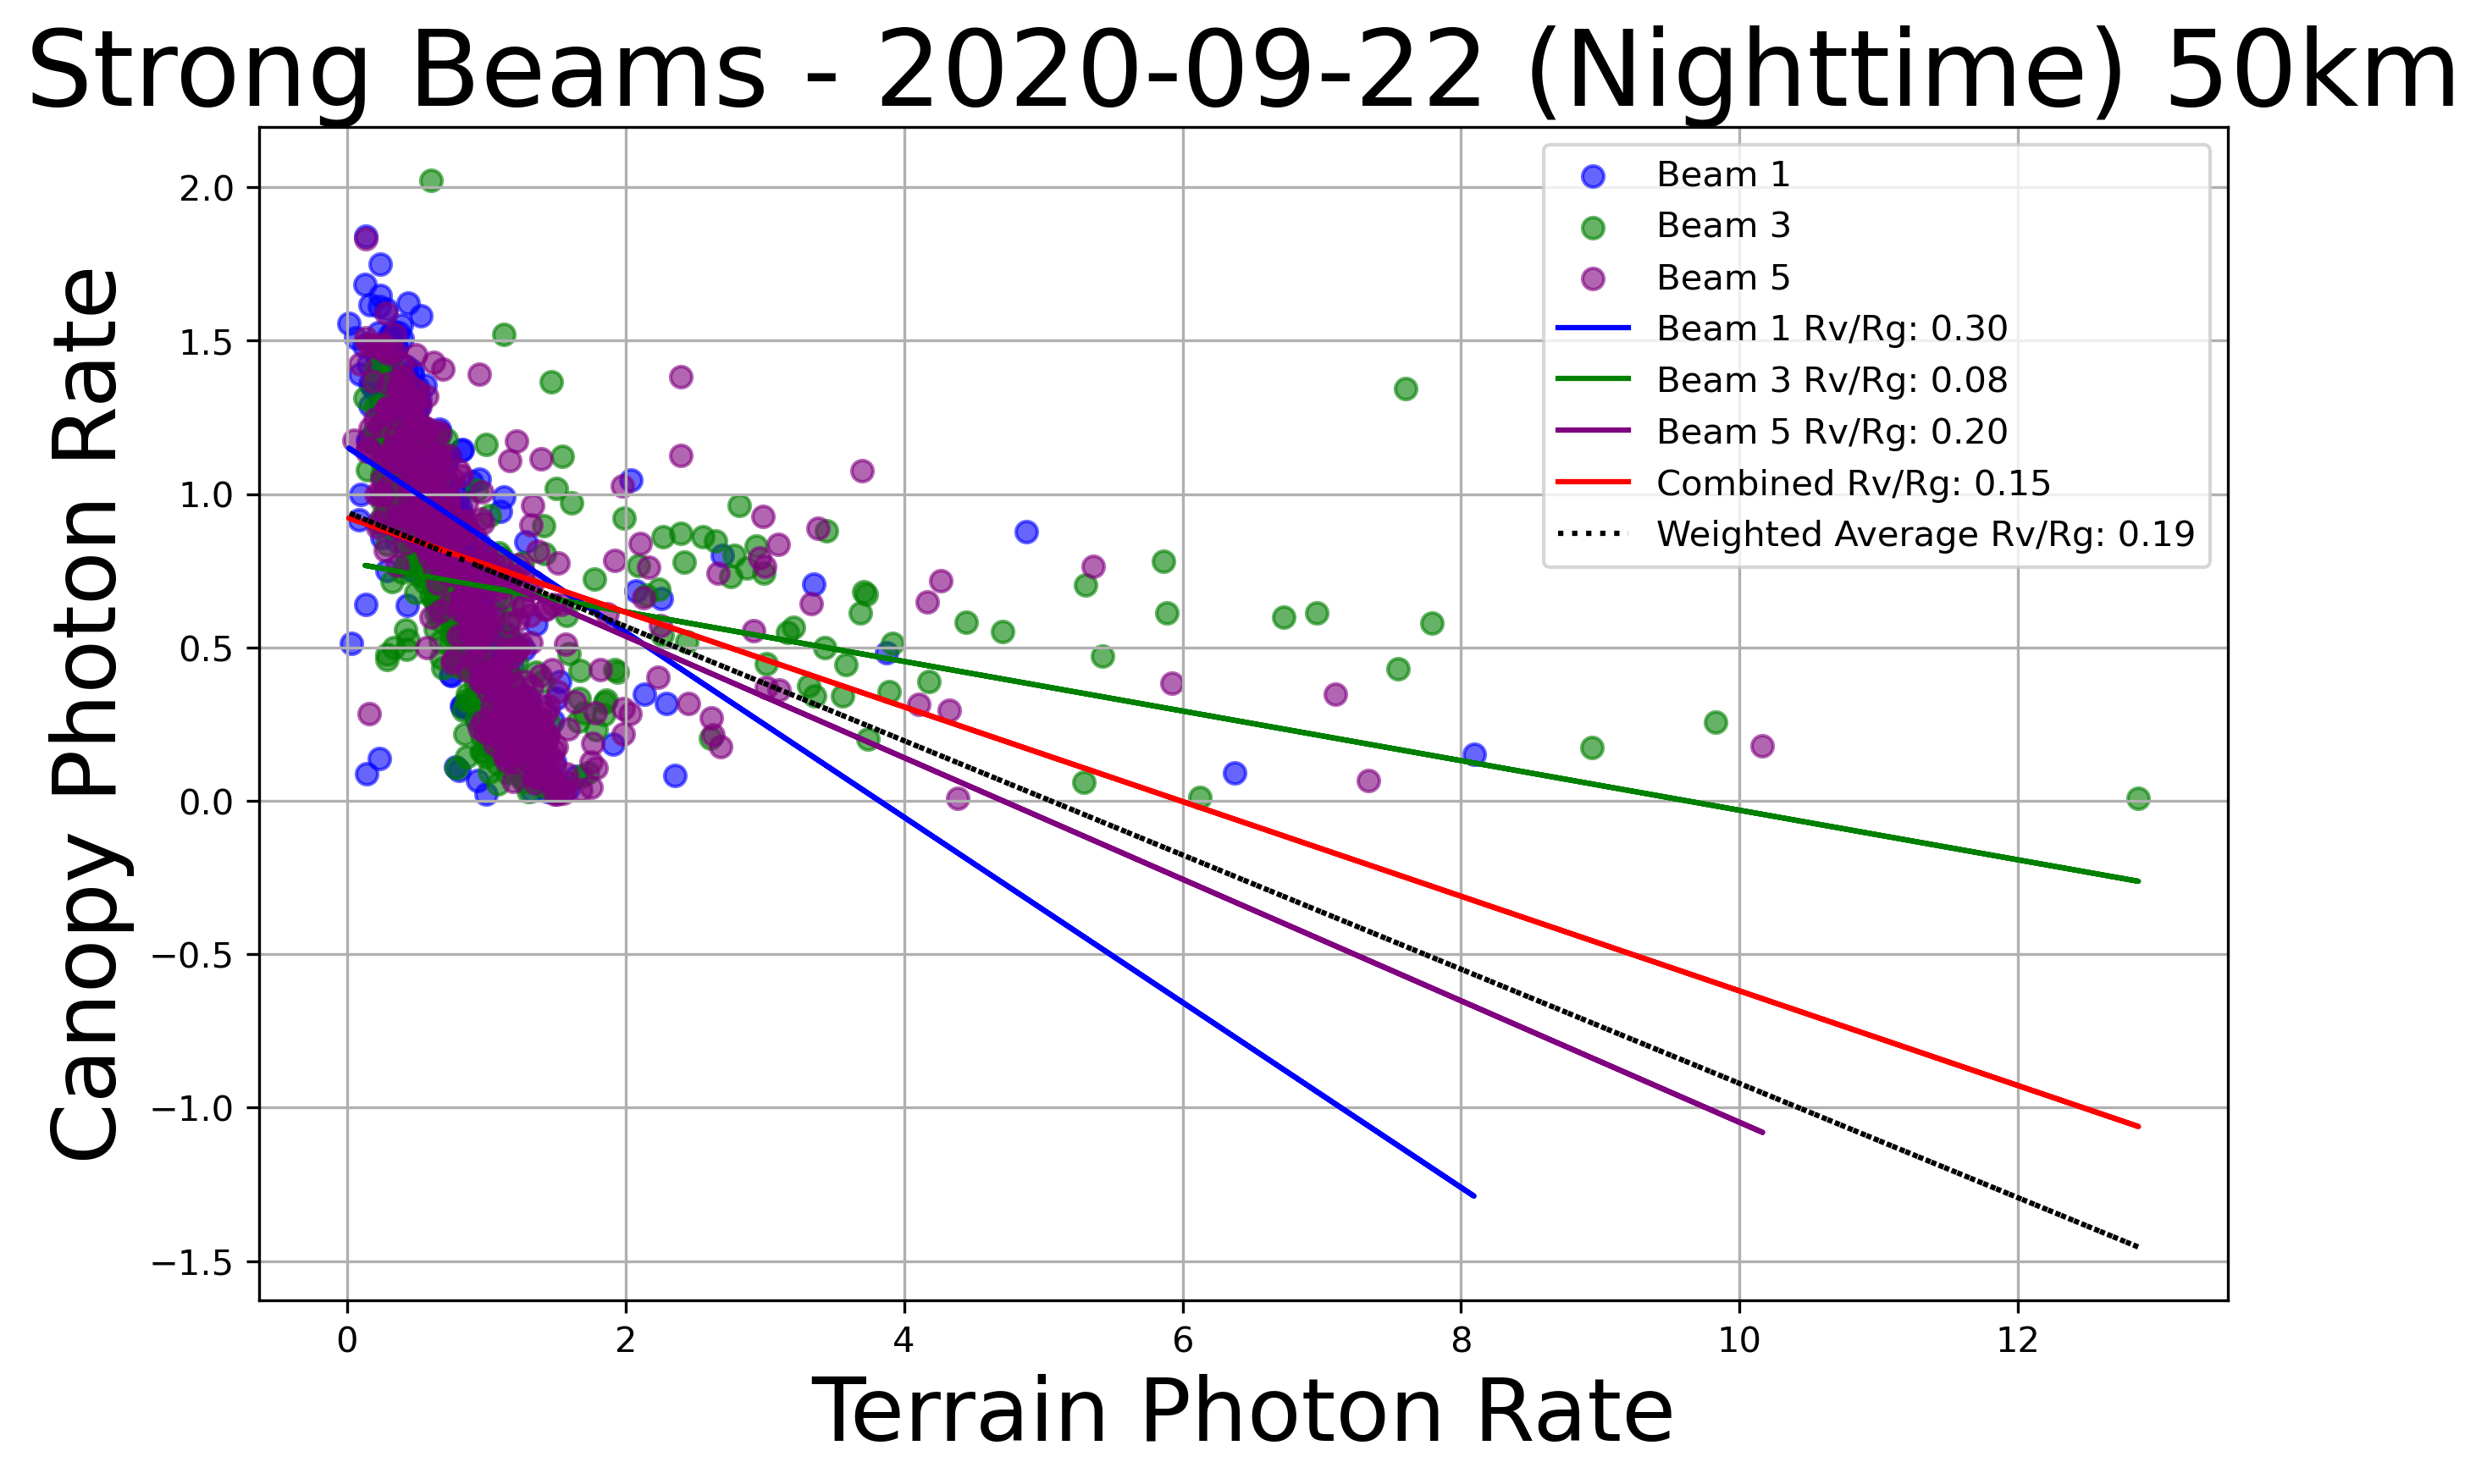 Strong Beams - 2020-09-22 (Nighttime) 50km
Canopy Photon Rate
2.0
1.5
1.0
0.5
0.0
−0.5
−1.0
−1.5
Beam 1
Beam 3
Beam 5
Beam 1 Rv/Rg: 0.30
Beam 3 Rv/Rg: 0.08
Beam 5 Rv/Rg: 0.20
Combined Rv/Rg: 0.15
Weighted Average Rv/Rg: 0.19
0 2 4 6 8 10 12
Terrain Photon Rate